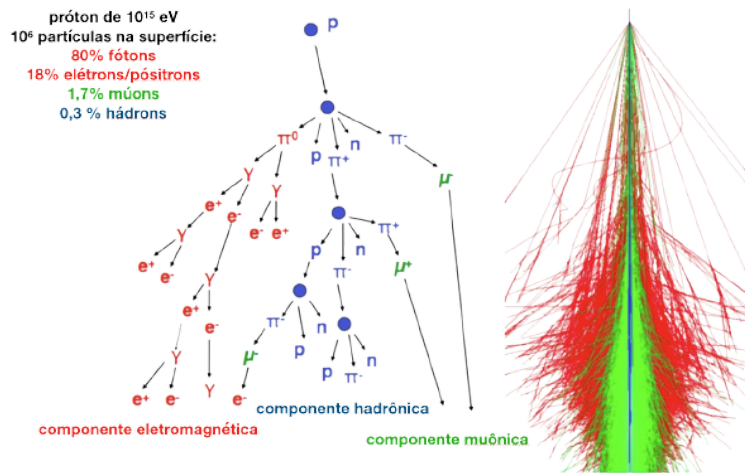 próton de 10¹⁵ eV
10⁶ partículas na superfície:
80% fótons
18% elétrons/pósitrons
1,7% múons
0,3 % hádrons
p
π⁰
p
π⁺
n
π⁻
γ
γ
μ⁻
e⁺
e⁻
e⁻
e⁺
π⁺
γ
p
π⁻
n
e⁺
e⁻
γ
μ⁺
e⁺
e⁻
π⁻
p
n
γ
μ⁻
p
π⁻
n
e⁺
e⁻
γ
e⁻
componente hadrônica
componente eletromagnética
componente muônica